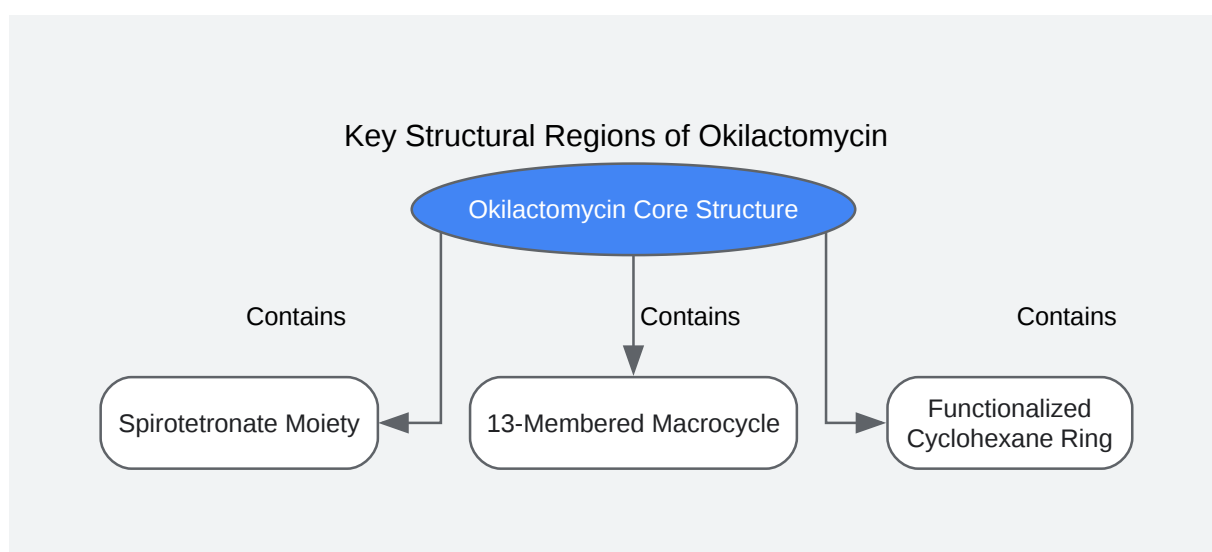 Key Structural Regions of Okilactomycin
Okilactomycin Core Structure
Contains
Contains
Contains
Spirotetronate Moiety
13-Membered Macrocycle
Functionalized
Cyclohexane Ring